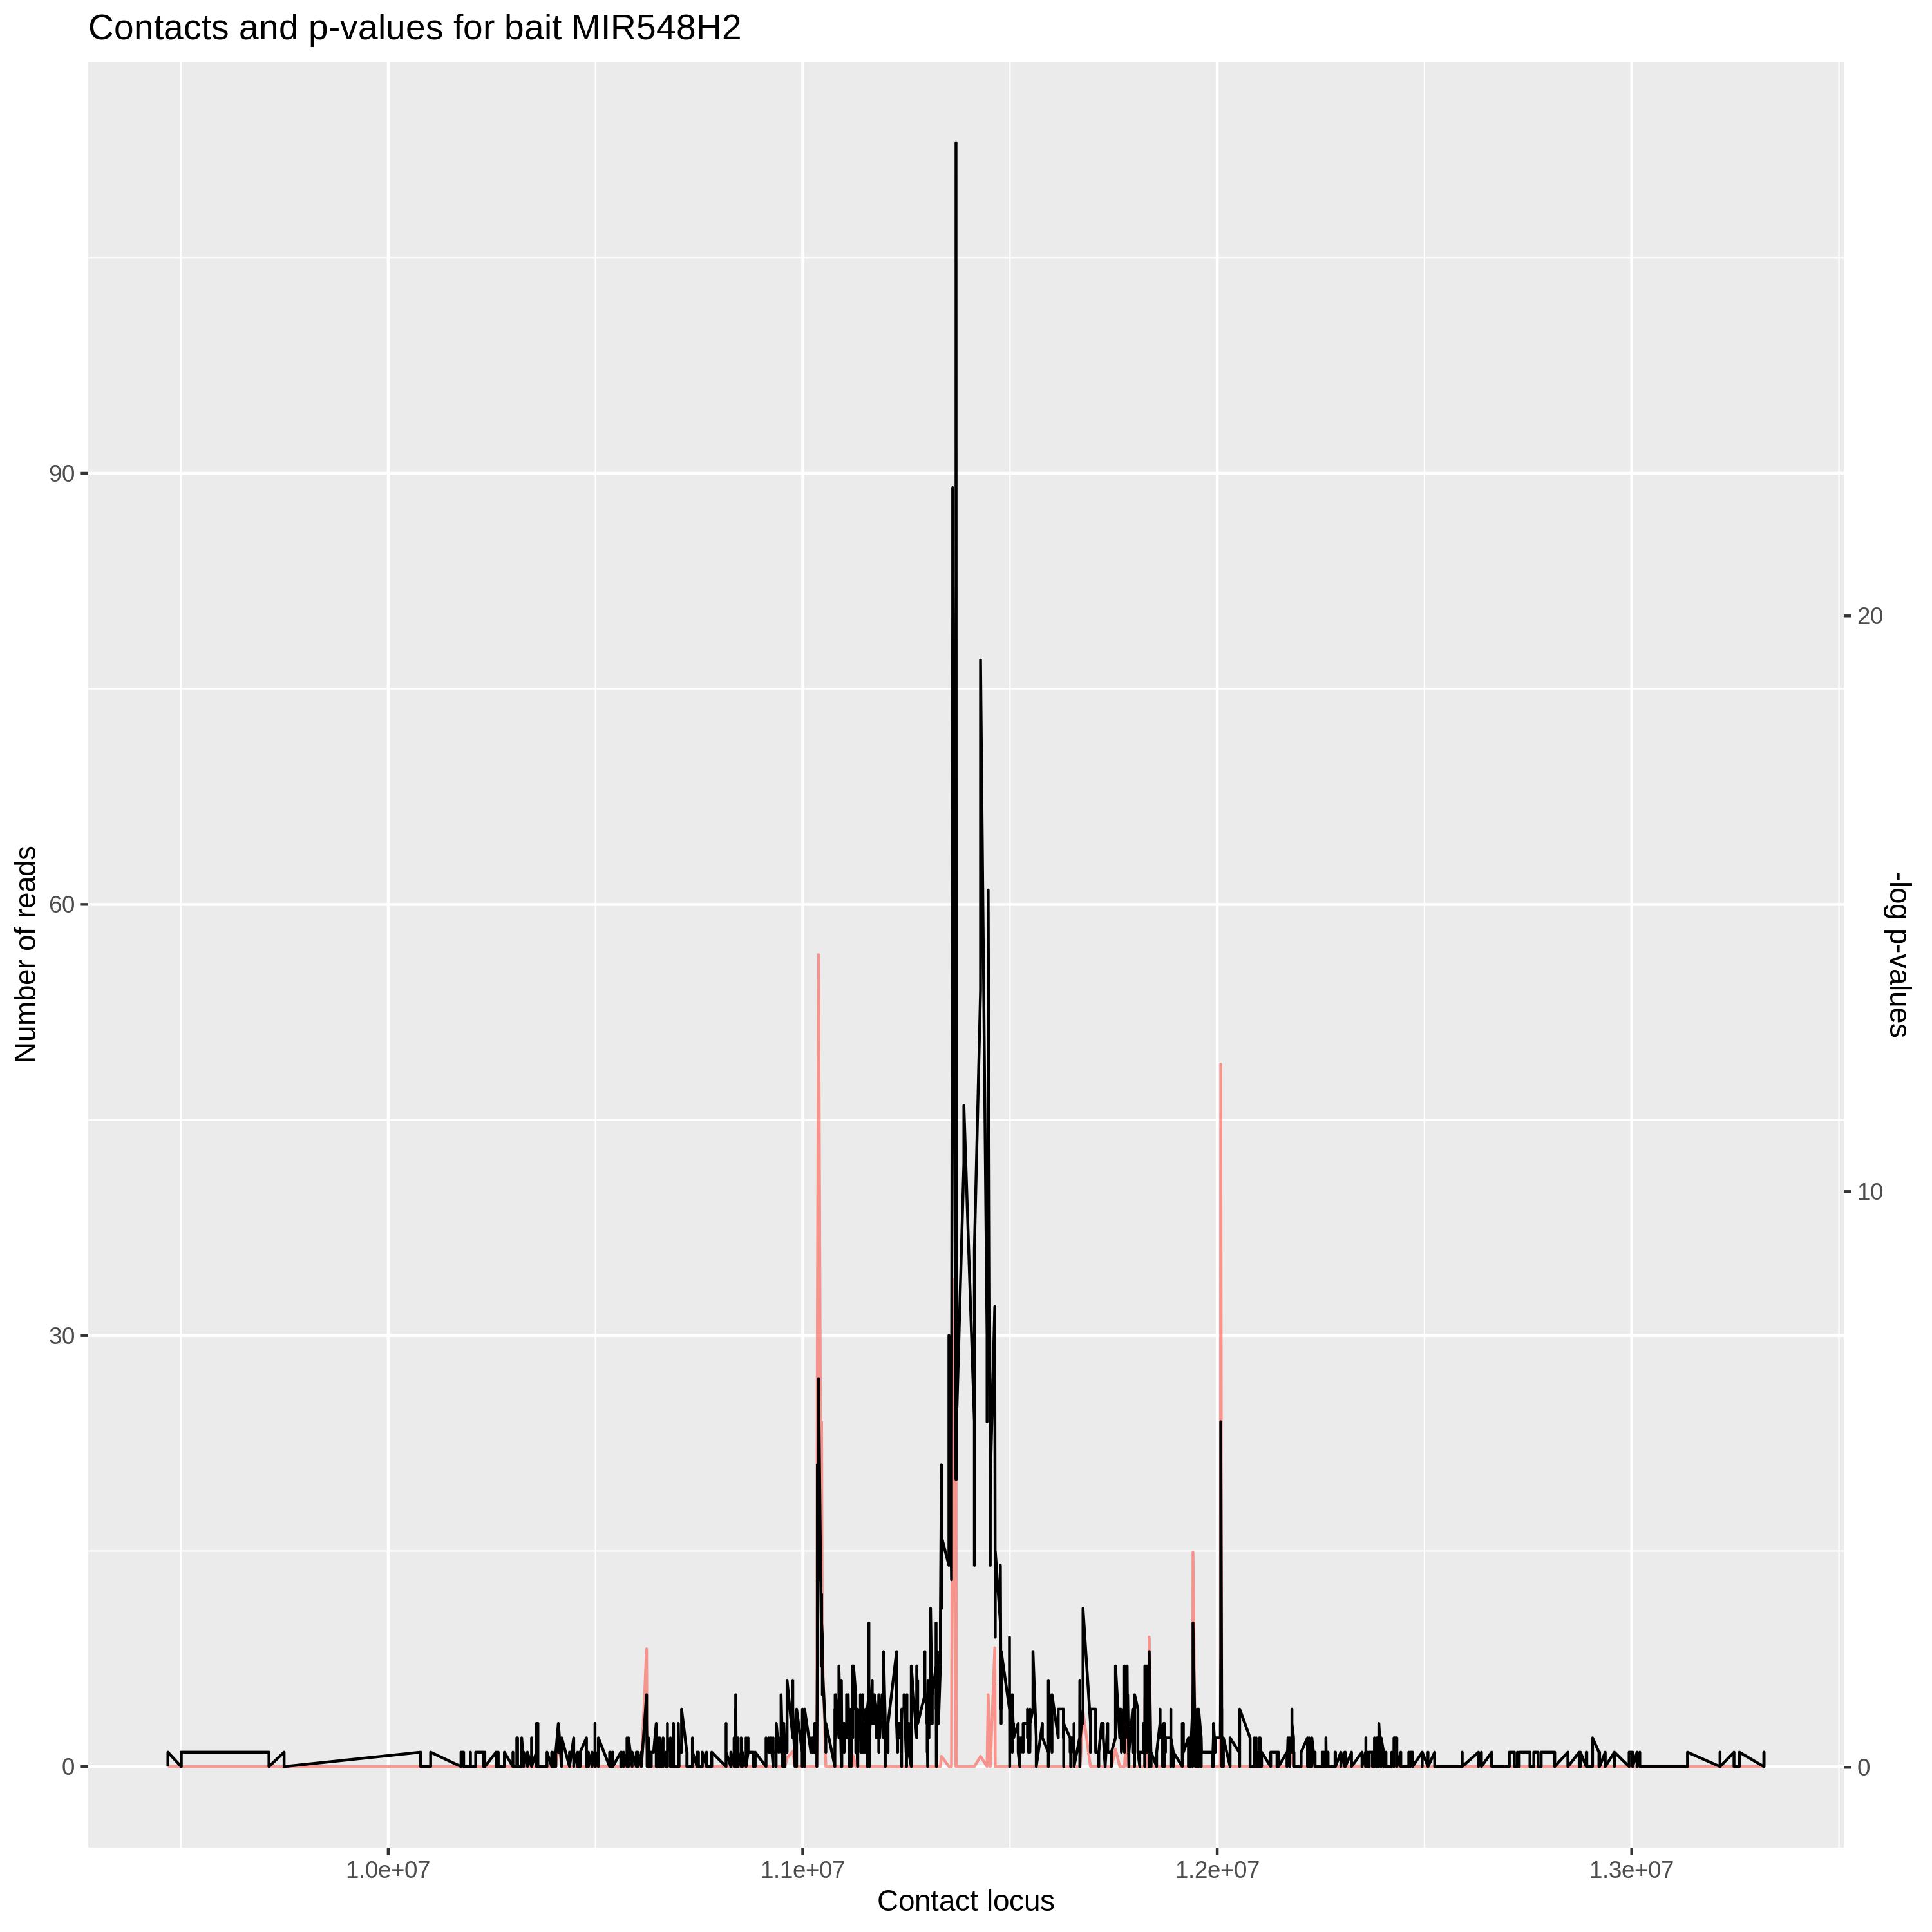 Contacts and p-values for bait MIR548H2
90
60
30
0
Number of reads
20
10
0
-log p-values
1.0e+07
1.1e+07
1.2e+07
1.3e+07
Contact locus